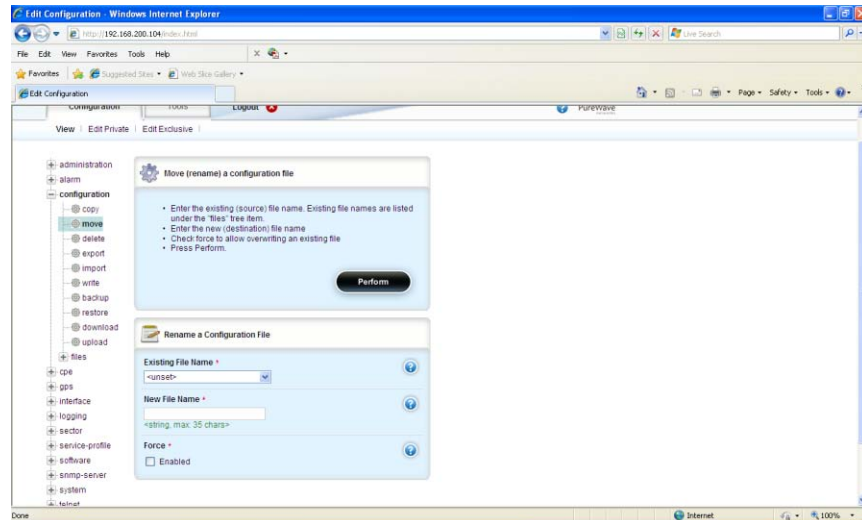 Edit Configuration - Windows Internet Explorer
http://192.168.200.104/index.html
Live Search
File Edit View Favorites Tools Help
Favorites Suggested Sites Web Slice Gallery
Edit Configuration
Page Safety Tools
Configuration Tools Logout PureWave
View Edit Private Edit Exclusive
administration
alarm
configuration
copy
move
delete
export
import
write
backup
restore
download
upload
files
cpe
gps
interface
logging
sector
service-profile
software
snmp-server
system
telnet
Move (rename) a configuration file
• Enter the existing (source) file name. Existing file names are listed
under the "files" tree item.
• Enter the new (destination) file name
• Check force to allow overwriting an existing file
• Press Perform.
Perform
Rename a Configuration File
Existing File Name *
<unset>
New File Name *
<string, max: 35 chars>
Force *
Enabled
Done
Internet
100%